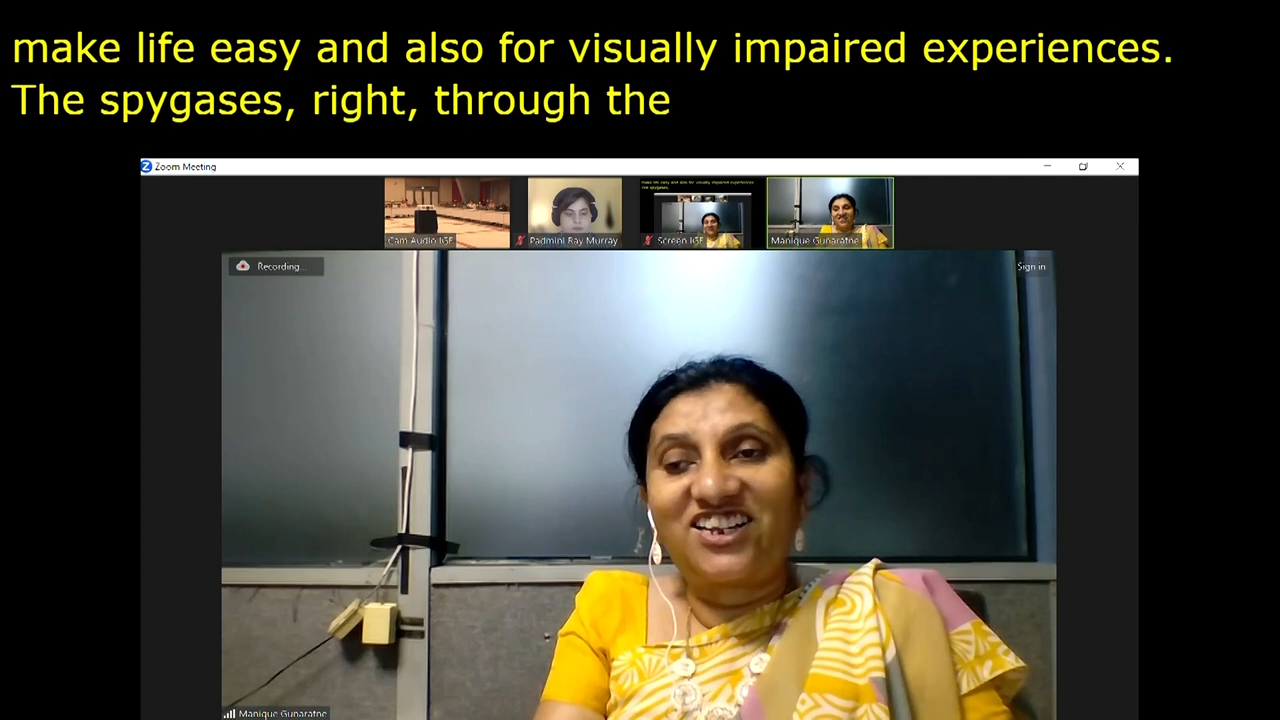 make life easy and also for visually impaired experiences.
The spygases, right, through the
Zoom Meeting
Cam Audio IGF
Padmini Ray Murray
Screen IGF
Manique Gunaratne
Recording...
Sign in
Manique Gunaratne